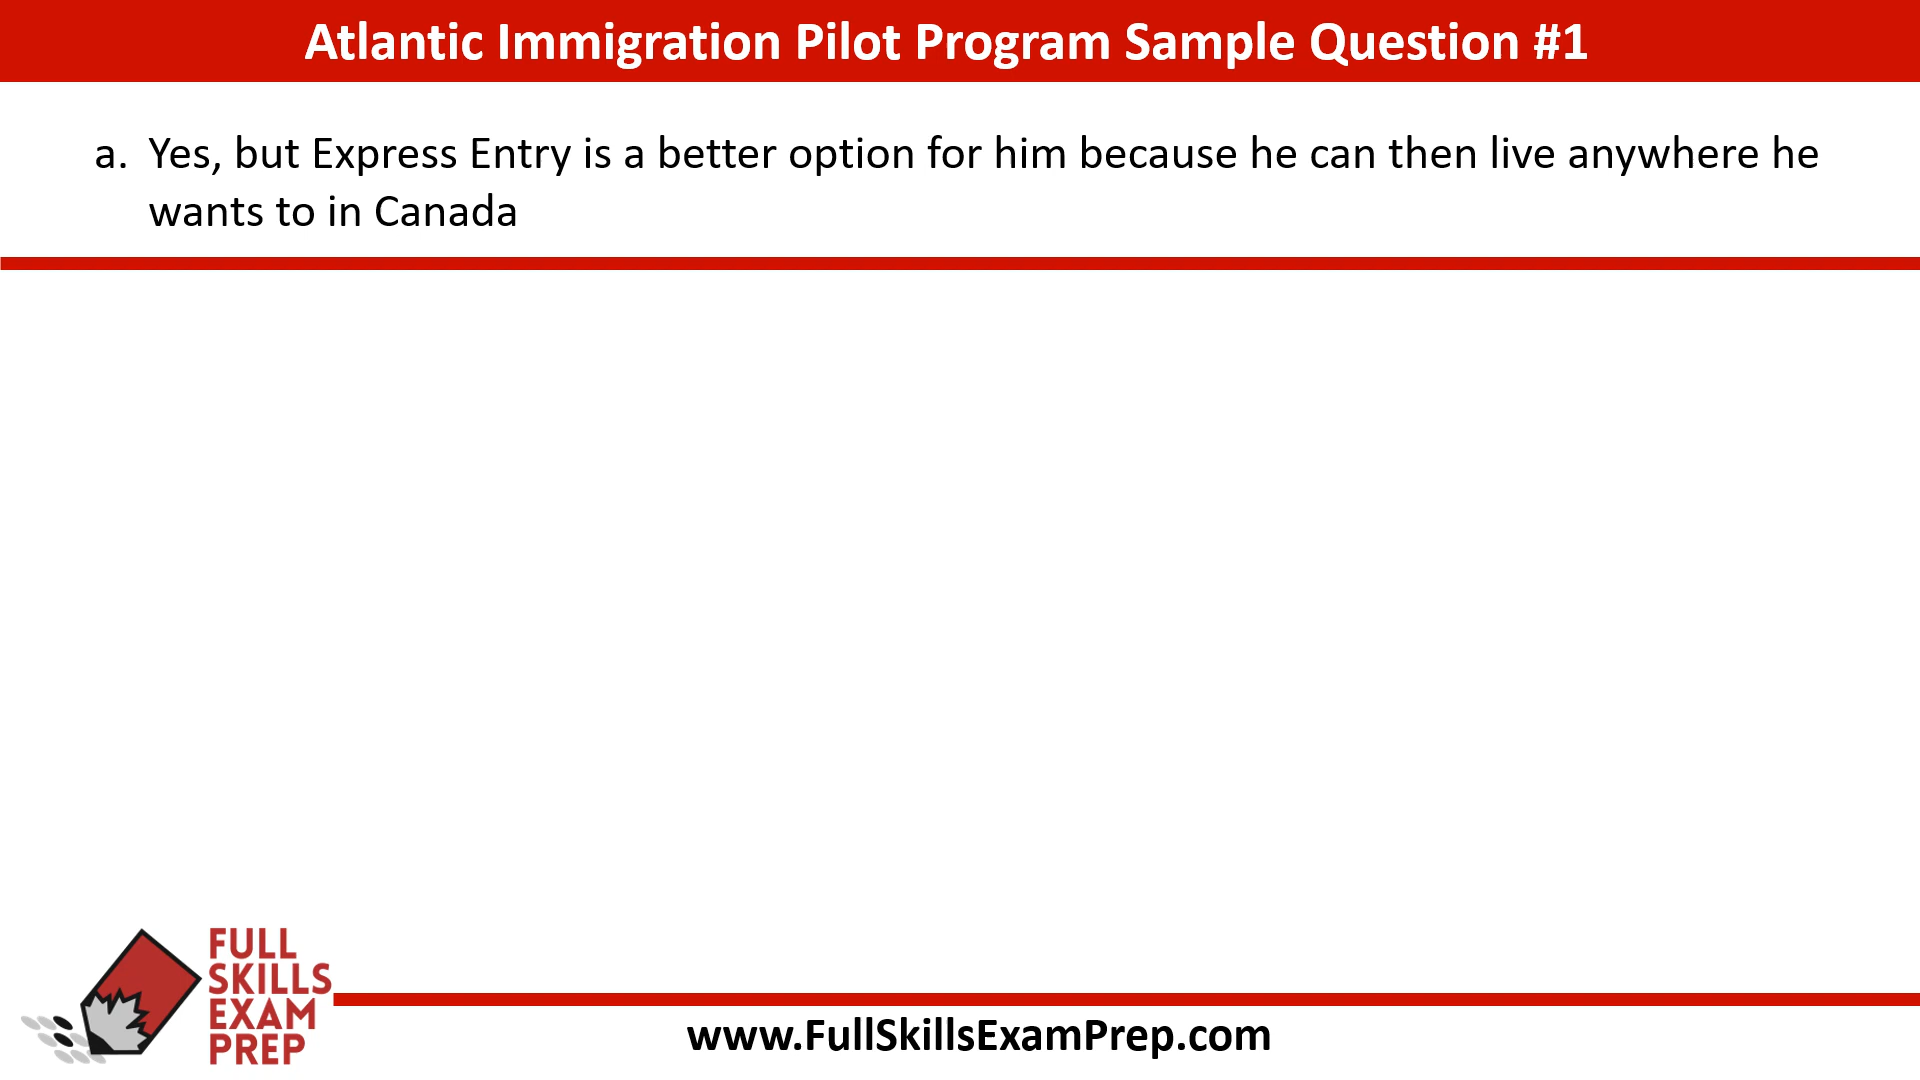 Atlantic Immigration Pilot Program Sample Question #1
a. Yes, but Express Entry is a better option for him because he can then live anywhere he
wants to in Canada
FULL
SKILLS
EXAM
PREP
www.FullSkillsExamPrep.com